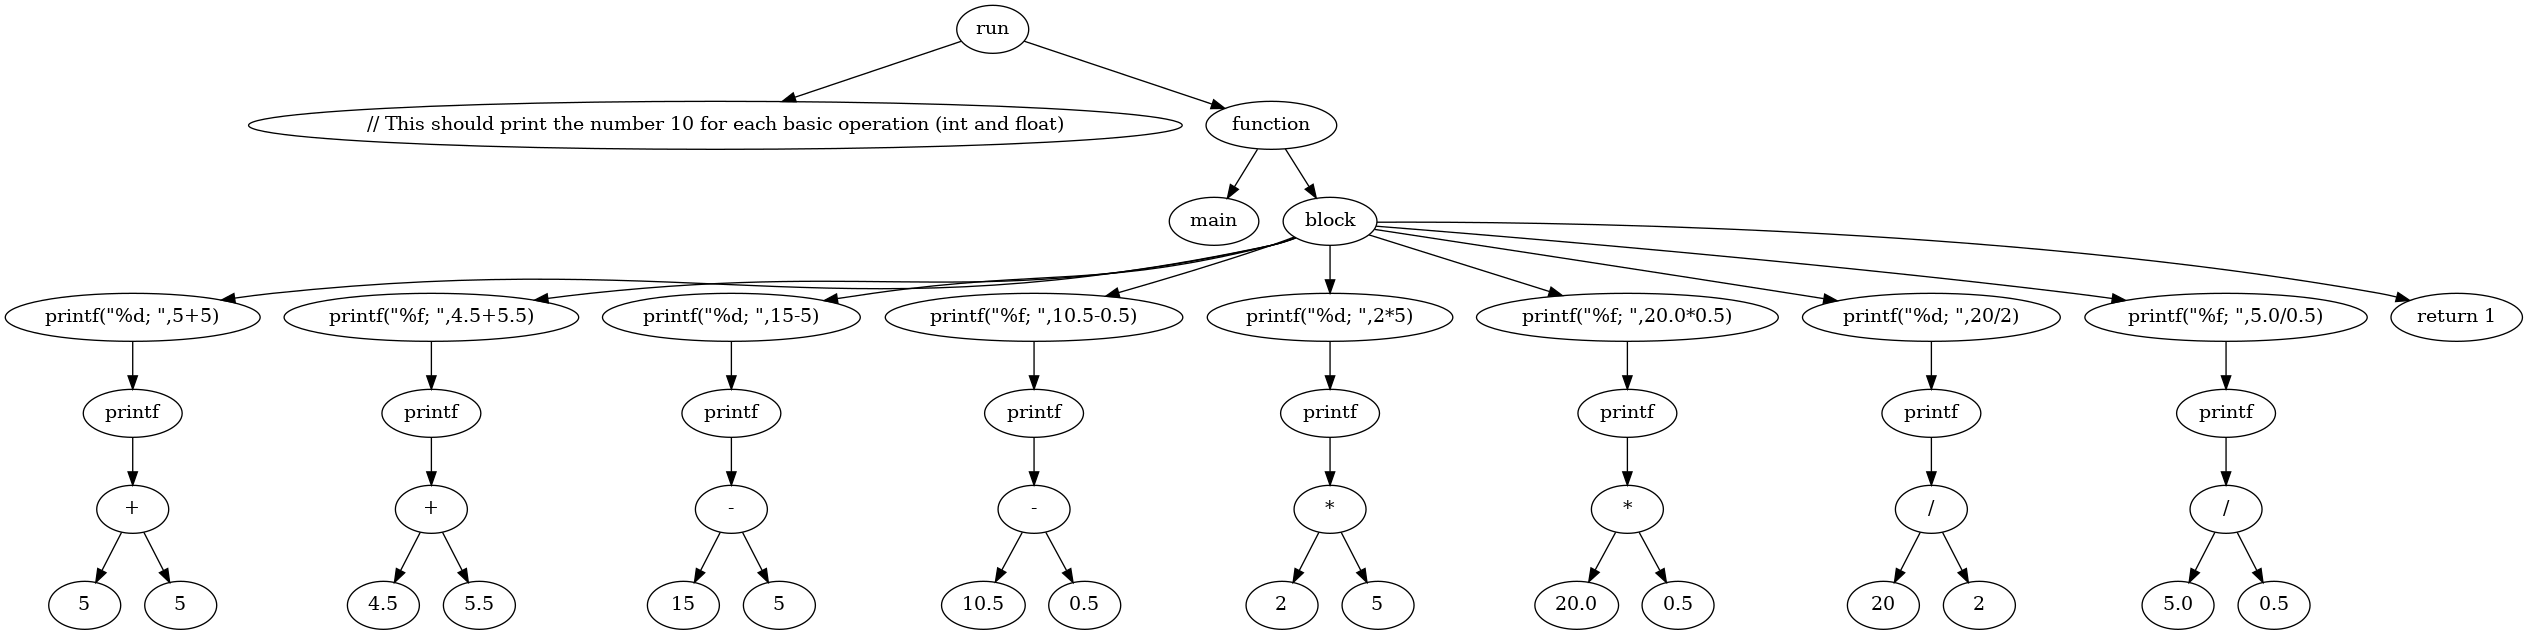 run
// This should print the number 10 for each basic operation (int and float)
function
main
block
printf("%d; ",5+5)
printf("%f; ",4.5+5.5)
printf("%d; ",15-5)
printf("%f; ",10.5-0.5)
printf("%d; ",2*5)
printf("%f; ",20.0*0.5)
printf("%d; ",20/2)
printf("%f; ",5.0/0.5)
return 1
printf
printf
printf
printf
printf
printf
printf
printf
+
+
-
-
*
*
/
/
5
5
4.5
5.5
15
5
10.5
0.5
2
5
20.0
0.5
20
2
5.0
0.5